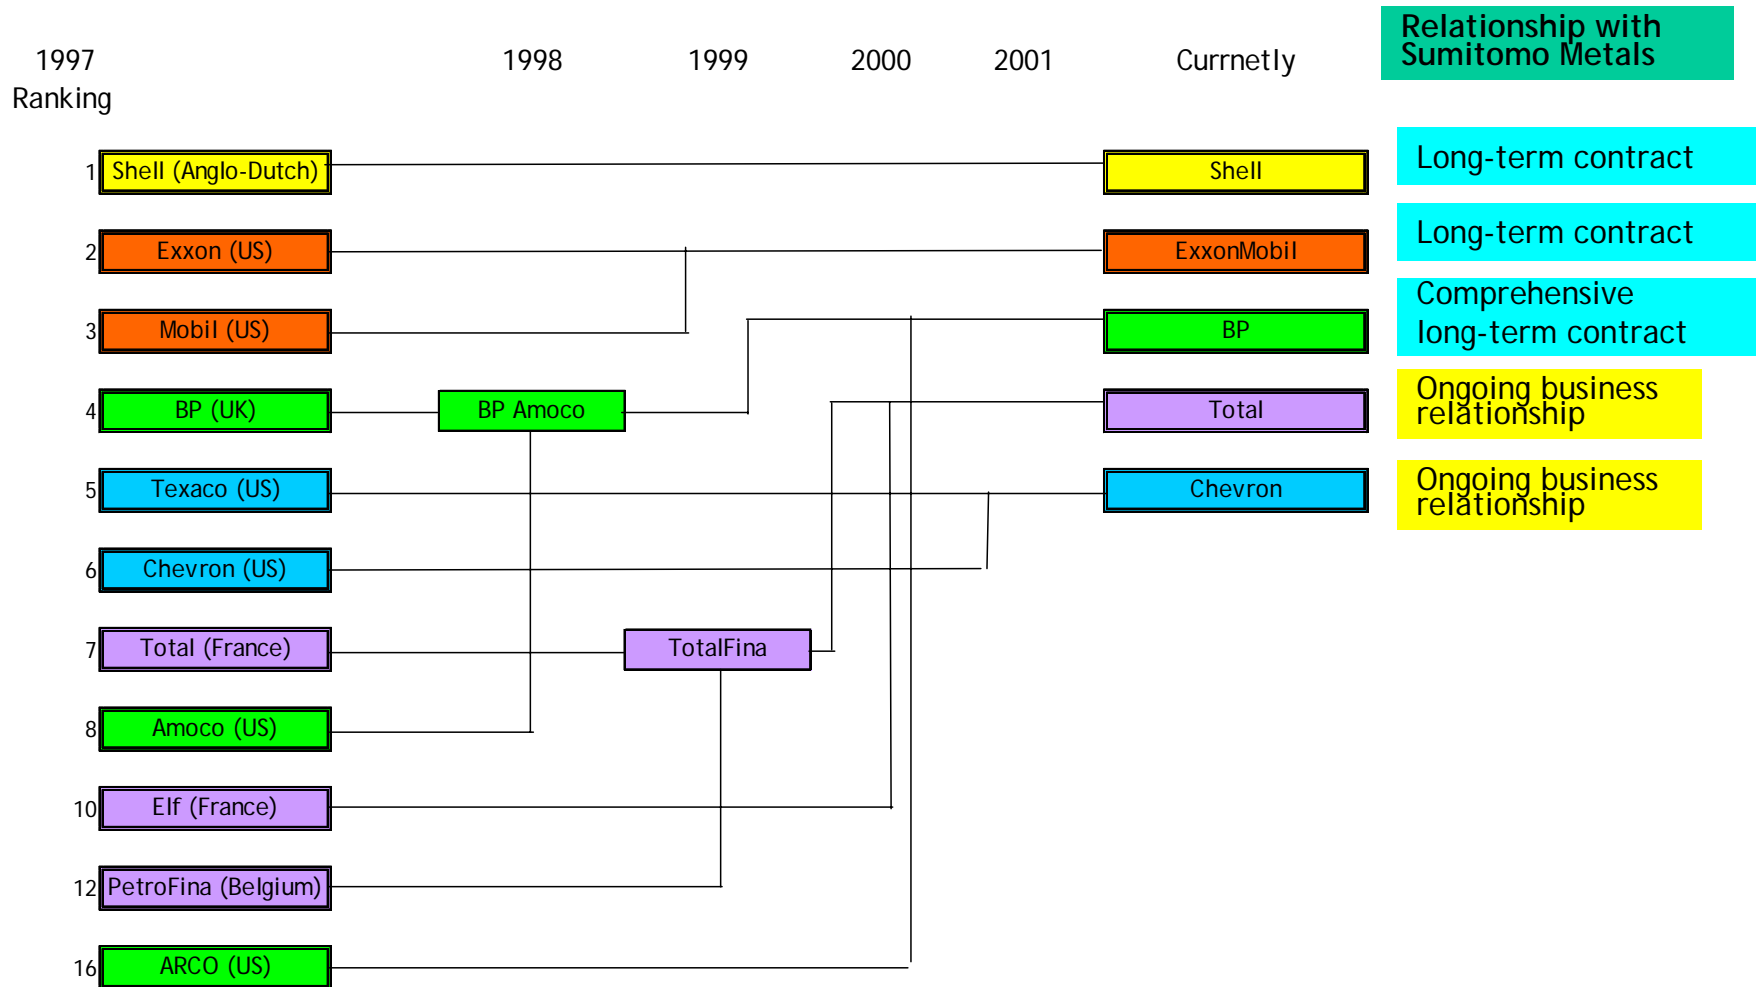 1997
Ranking
1998
1999
2000
2001
Currnetly
Relationship with
Sumitomo Metals
1
Shell (Anglo-Dutch)
Shell
Long-term contract
2
Exxon (US)
ExxonMobil
Long-term contract
3
Mobil (US)
BP
Comprehensive
long-term contract
4
BP (UK)
BP Amoco
Total
Ongoing business
relationship
5
Texaco (US)
Chevron
Ongoing business
relationship
6
Chevron (US)
7
Total (France)
TotalFina
8
Amoco (US)
10
Elf (France)
12
PetroFina (Belgium)
16
ARCO (US)